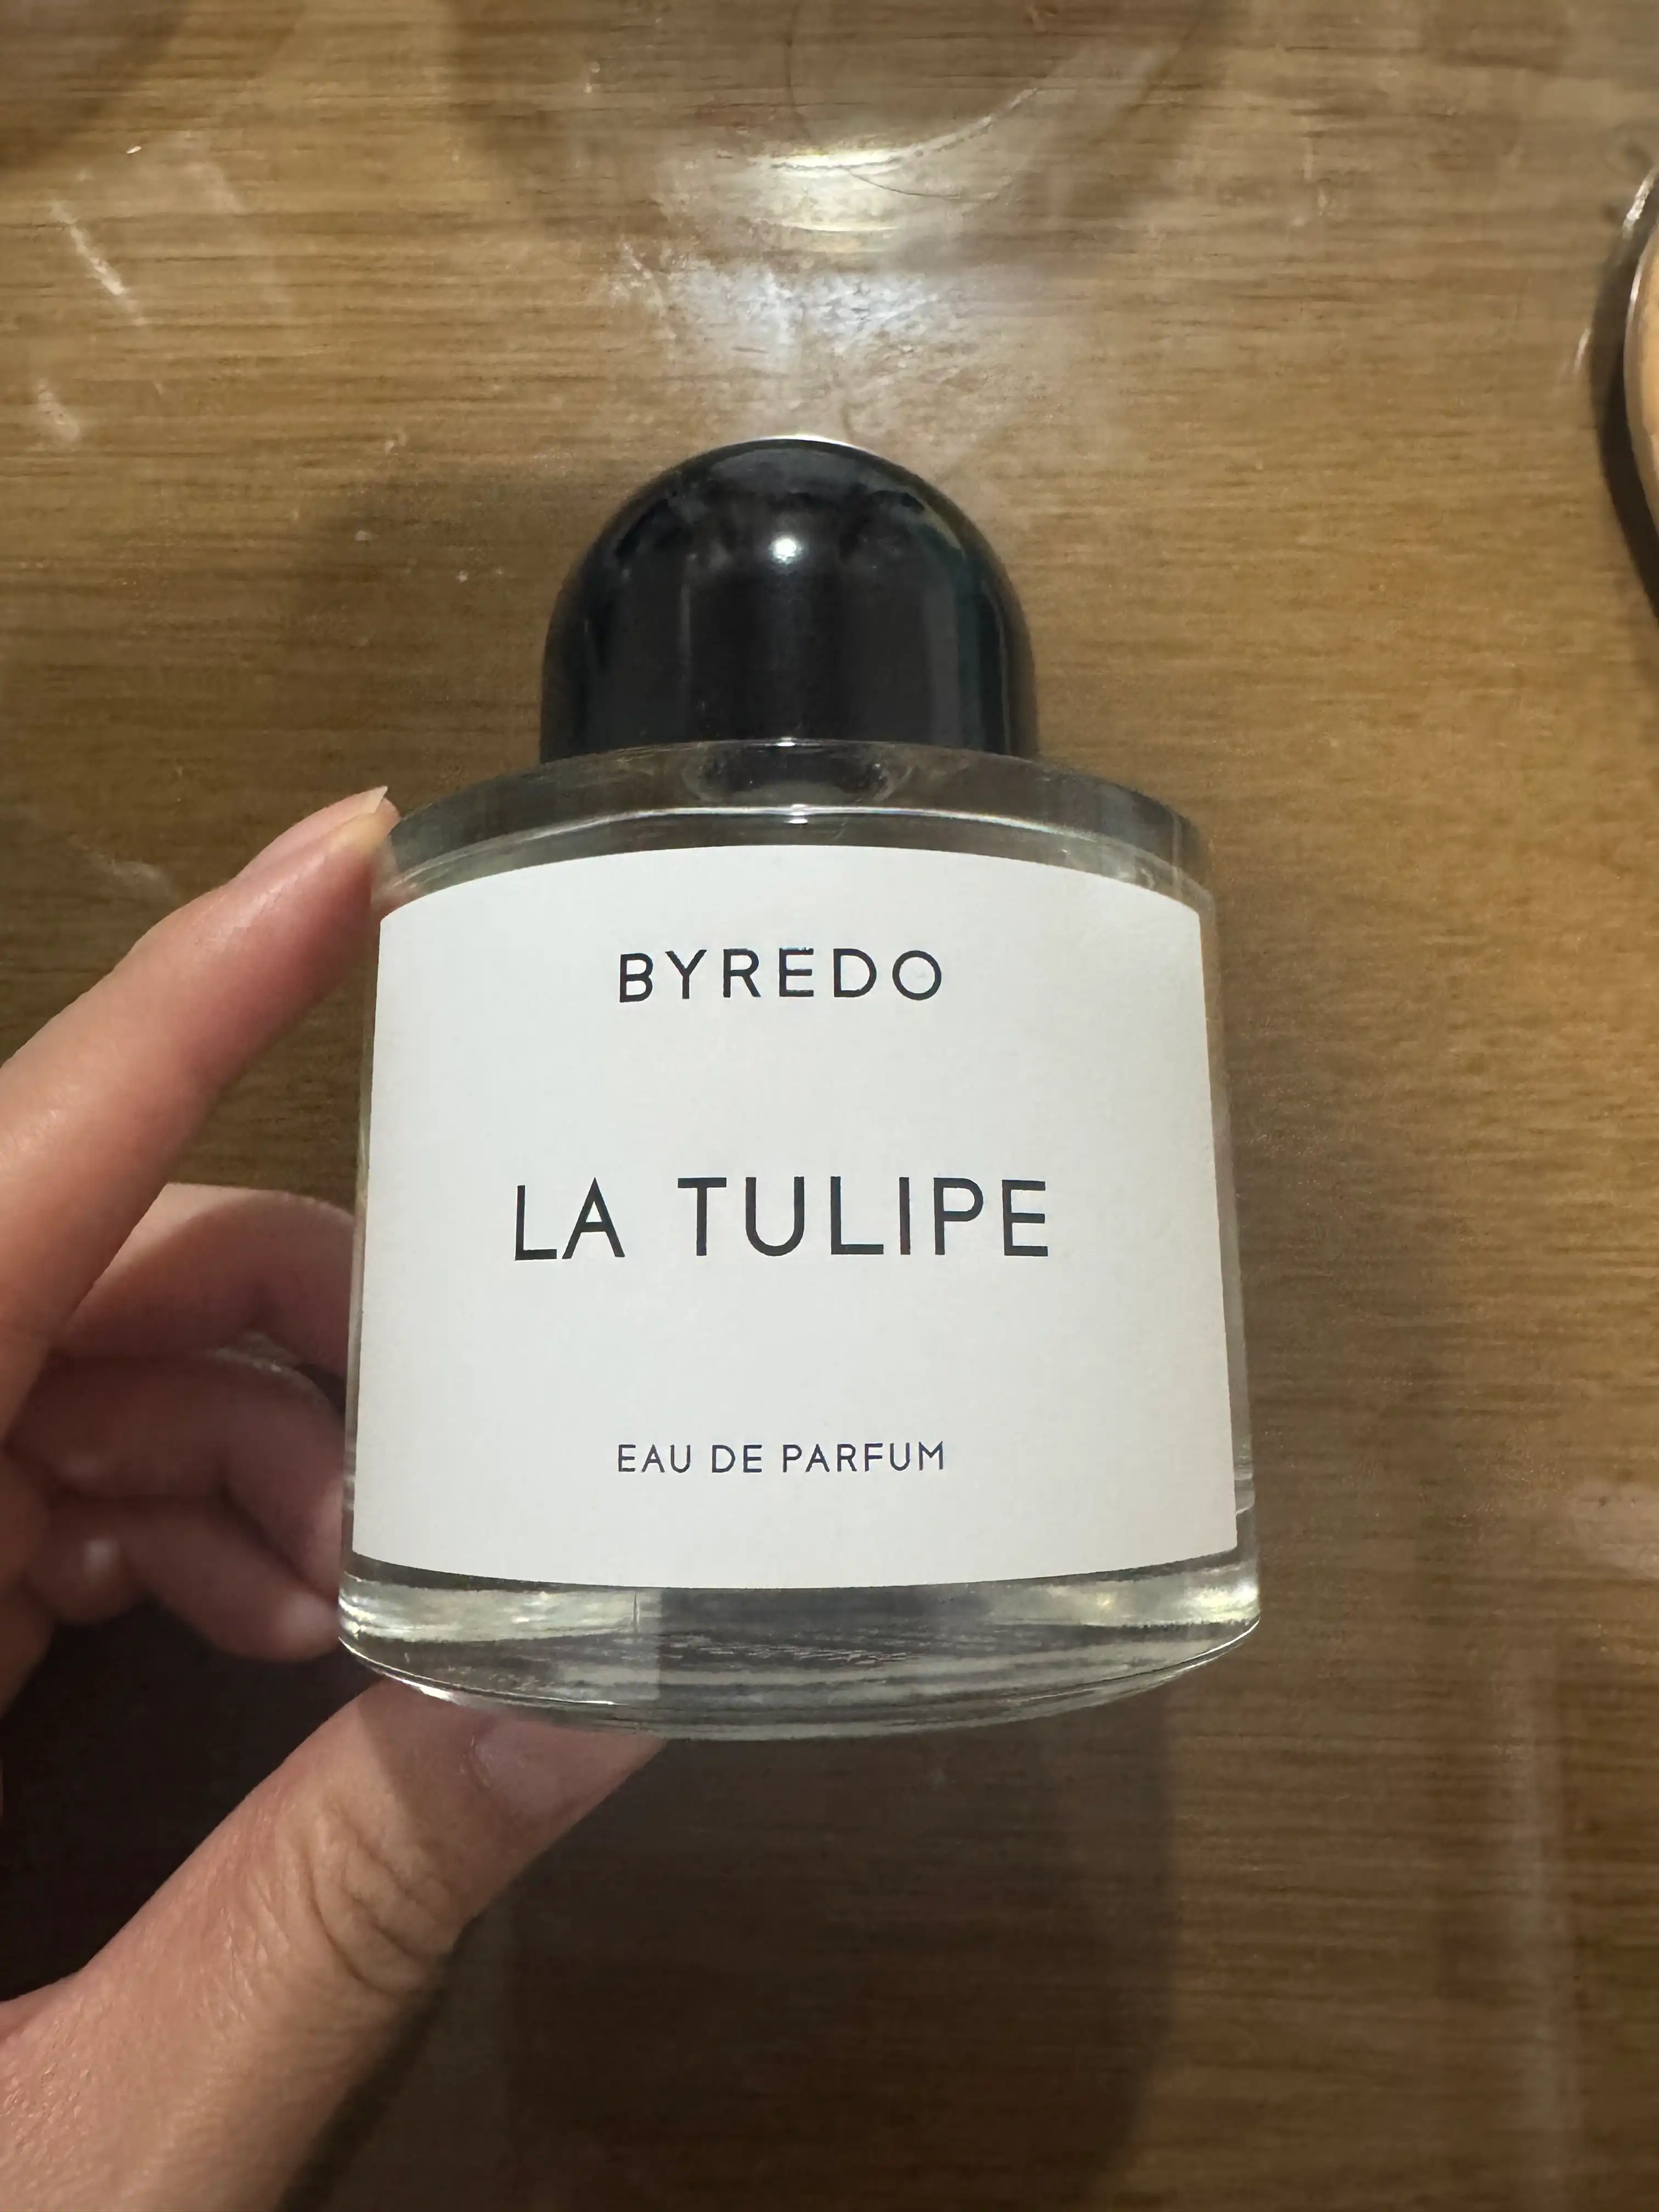 BYREDO
LA TULIPE
EAU DE PARFUM